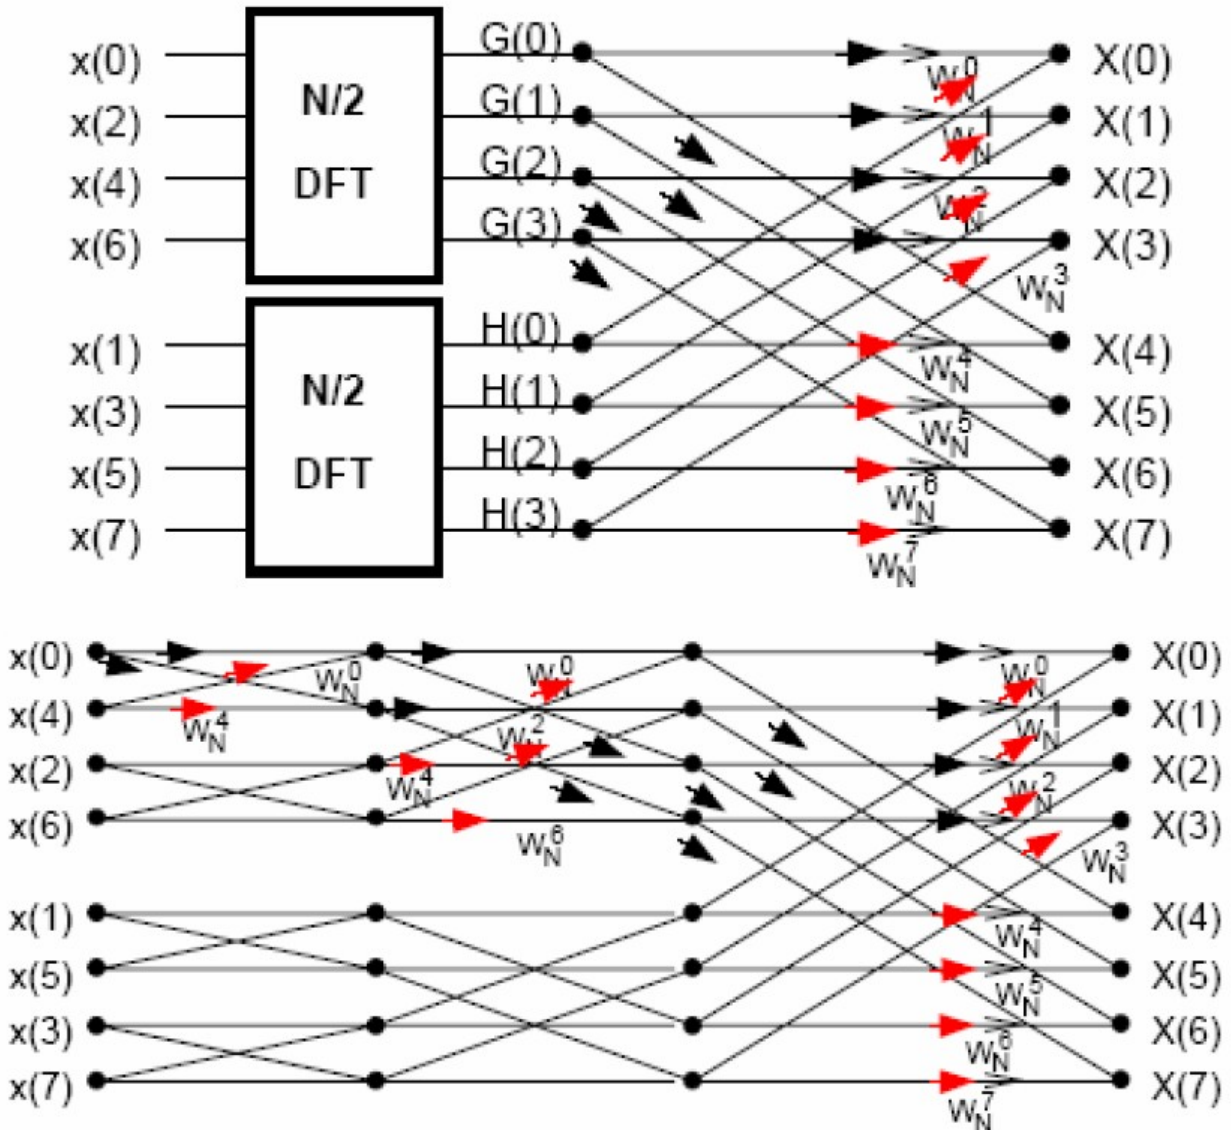 x(0) G(0) X(0)
N/2 W_N^0
x(2) G(1) X(1)
W_N^1
x(4) DFT G(2) X(2)
W_N^2
x(6) G(3) X(3)
W_N^3
x(1) H(0) X(4)
N/2 W_N^4
x(3) H(1) X(5)
W_N^5
x(5) DFT H(2) X(6)
W_N^6
x(7) H(3) X(7)
W_N^7
x(0) W_N^0 W_N^0 W_N^0 X(0)
x(4) W_N^4 W_N^2 W_N^1 X(1)
x(2) W_N^4 W_N^2 X(2)
x(6) W_N^6 W_N^3 X(3)
x(1) W_N^4 X(4)
x(5) W_N^5 X(5)
x(3) W_N^6 X(6)
x(7) W_N^7 X(7)